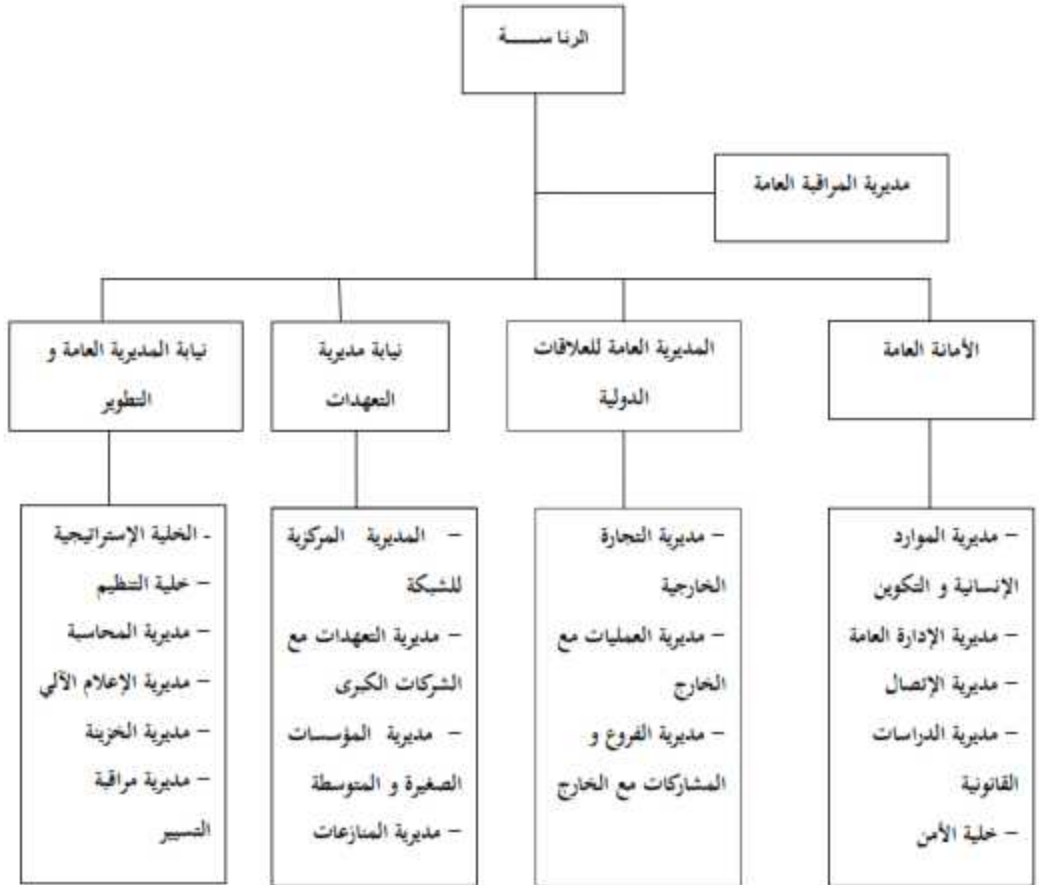 الرئاســـــة
مديرية المراقبة العامة
الأمانة العامة
المديرية العامة للعلاقات
الدولية
نيابة مديرية
التعهدات
نيابة المديرية العامة و
التطوير
– مديرية الموارد
الإنسانية و التكوين
– مديرية الإدارة العامة
– مديرية الإتصال
– مديرية الدراسات
القانونية
– خلية الأمن
– مديرية التجارة
الخارجية
– مديرية العمليات مع
الخارج
– مديرية الفروع و
المشاركات مع الخارج
– المديرية المركزية
للشبكة
– مديرية التعهدات مع
الشركات الكبرى
– مديرية المؤسسات
الصغيرة و المتوسطة
– مديرية المنازعات
- الخلية الإستراتيجية
– خلية التنظيم
– مديرية المحاسبة
– مديرية الإعلام الآلي
– مديرية الخزينة
– مديرية مراقبة
التسيير